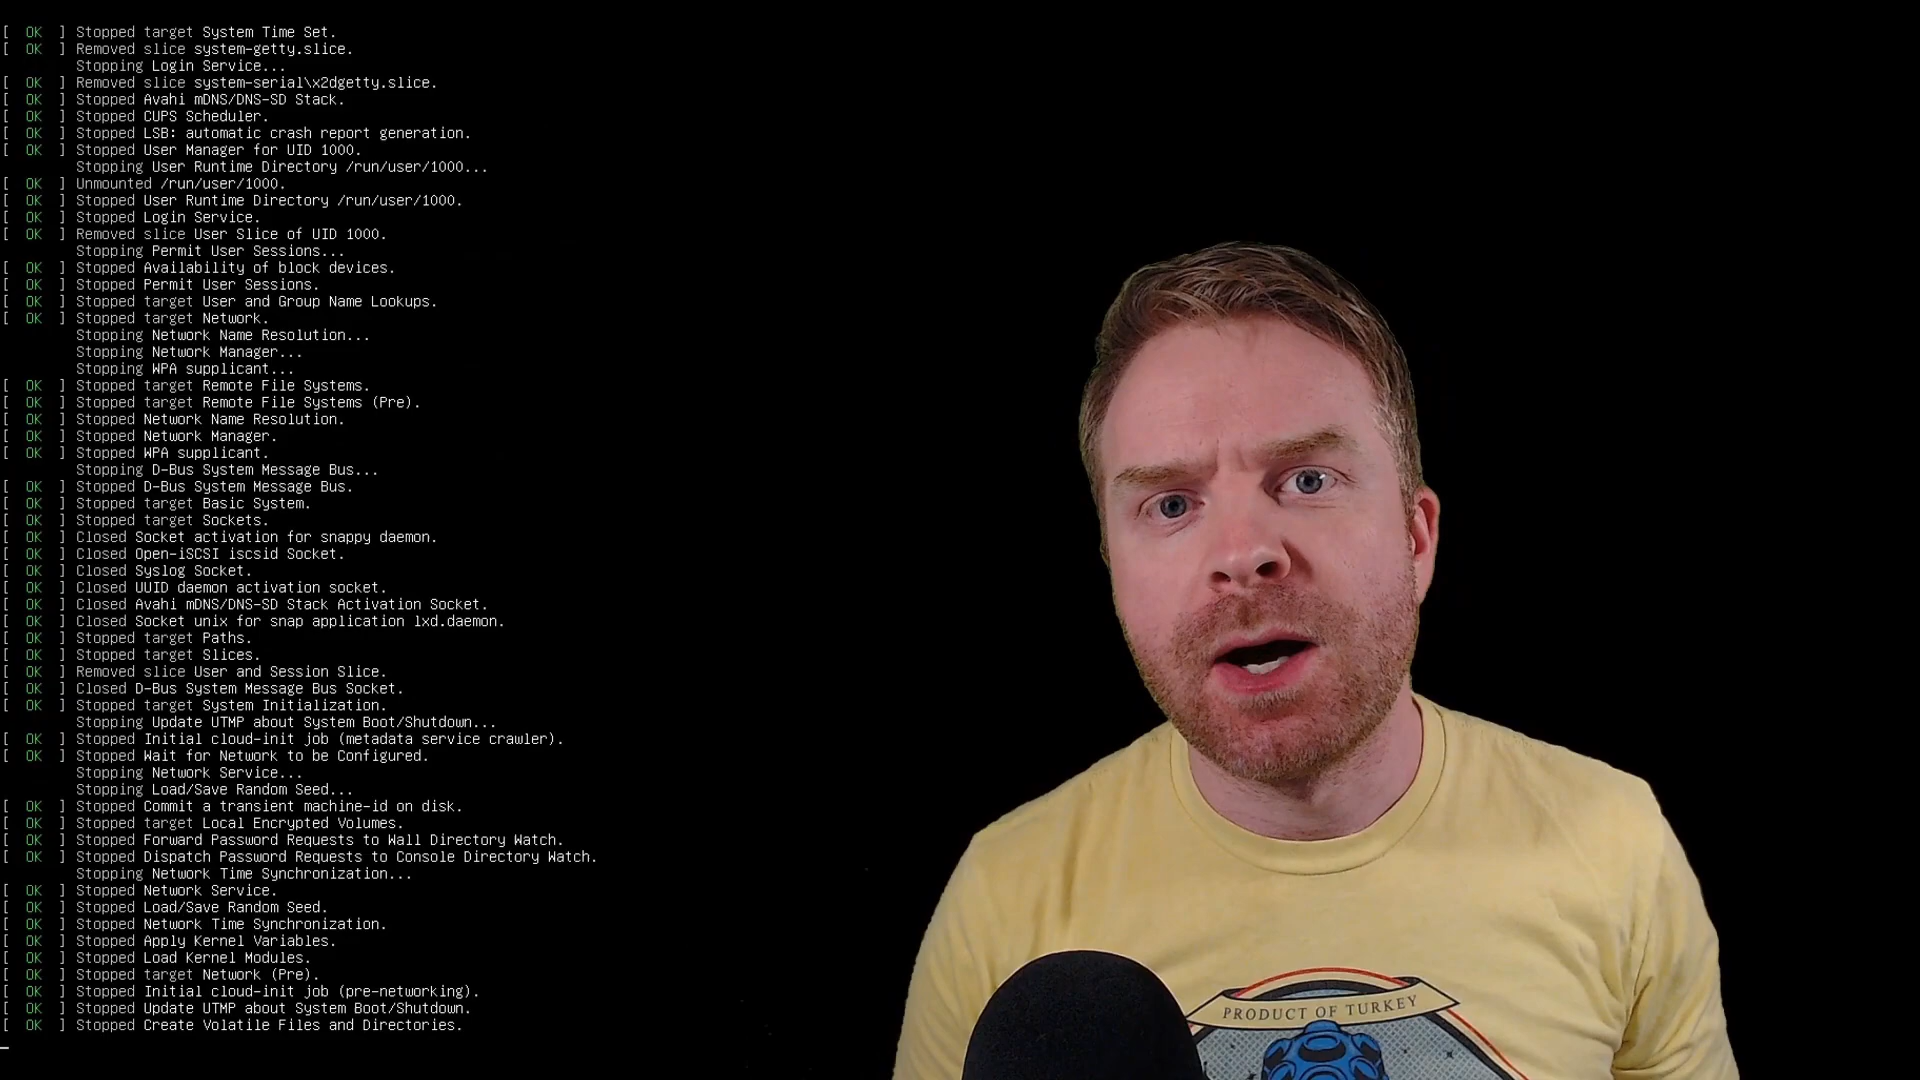 [  OK  ] Stopped target System Time Set.
[  OK  ] Removed slice system-getty.slice.
         Stopping Login Service...
[  OK  ] Removed slice system-serial\x2dgetty.slice.
[  OK  ] Stopped Avahi mDNS/DNS-SD Stack.
[  OK  ] Stopped CUPS Scheduler.
[  OK  ] Stopped LSB: automatic crash report generation.
[  OK  ] Stopped User Manager for UID 1000.
         Stopping User Runtime Directory /run/user/1000...
[  OK  ] Unmounted /run/user/1000.
[  OK  ] Stopped User Runtime Directory /run/user/1000.
[  OK  ] Stopped Login Service.
[  OK  ] Removed slice User Slice of UID 1000.
         Stopping Permit User Sessions...
[  OK  ] Stopped Availability of block devices.
[  OK  ] Stopped Permit User Sessions.
[  OK  ] Stopped target User and Group Name Lookups.
[  OK  ] Stopped target Network.
         Stopping Network Name Resolution...
         Stopping Network Manager...
         Stopping WPA supplicant...
[  OK  ] Stopped target Remote File Systems.
[  OK  ] Stopped target Remote File Systems (Pre).
[  OK  ] Stopped Network Name Resolution.
[  OK  ] Stopped Network Manager.
[  OK  ] Stopped WPA supplicant.
         Stopping D-Bus System Message Bus...
[  OK  ] Stopped D-Bus System Message Bus.
[  OK  ] Stopped target Basic System.
[  OK  ] Stopped target Sockets.
[  OK  ] Closed Socket activation for snappy daemon.
[  OK  ] Closed Open-iSCSI iscsid Socket.
[  OK  ] Closed Syslog Socket.
[  OK  ] Closed UUID daemon activation socket.
[  OK  ] Closed Avahi mDNS/DNS-SD Stack Activation Socket.
[  OK  ] Closed Socket unix for snap application lxd.daemon.
[  OK  ] Stopped target Paths.
[  OK  ] Stopped target Slices.
[  OK  ] Removed slice User and Session Slice.
[  OK  ] Closed D-Bus System Message Bus Socket.
[  OK  ] Stopped target System Initialization.
         Stopping Update UTMP about System Boot/Shutdown...
[  OK  ] Stopped Initial cloud-init job (metadata service crawler).
[  OK  ] Stopped Wait for Network to be Configured.
         Stopping Network Service...
         Stopping Load/Save Random Seed...
[  OK  ] Stopped Commit a transient machine-id on disk.
[  OK  ] Stopped target Local Encrypted Volumes.
[  OK  ] Stopped Forward Password Requests to Wall Directory Watch.
[  OK  ] Stopped Dispatch Password Requests to Console Directory Watch.
         Stopping Network Time Synchronization...
[  OK  ] Stopped Network Service.
[  OK  ] Stopped Load/Save Random Seed.
[  OK  ] Stopped Network Time Synchronization.
[  OK  ] Stopped Apply Kernel Variables.
[  OK  ] Stopped Load Kernel Modules.
[  OK  ] Stopped target Network (Pre).
[  OK  ] Stopped Initial cloud-init job (pre-networking).
[  OK  ] Stopped Update UTMP about System Boot/Shutdown.
[  OK  ] Stopped Create Volatile Files and Directories.
PRODUCT OF TURKEY